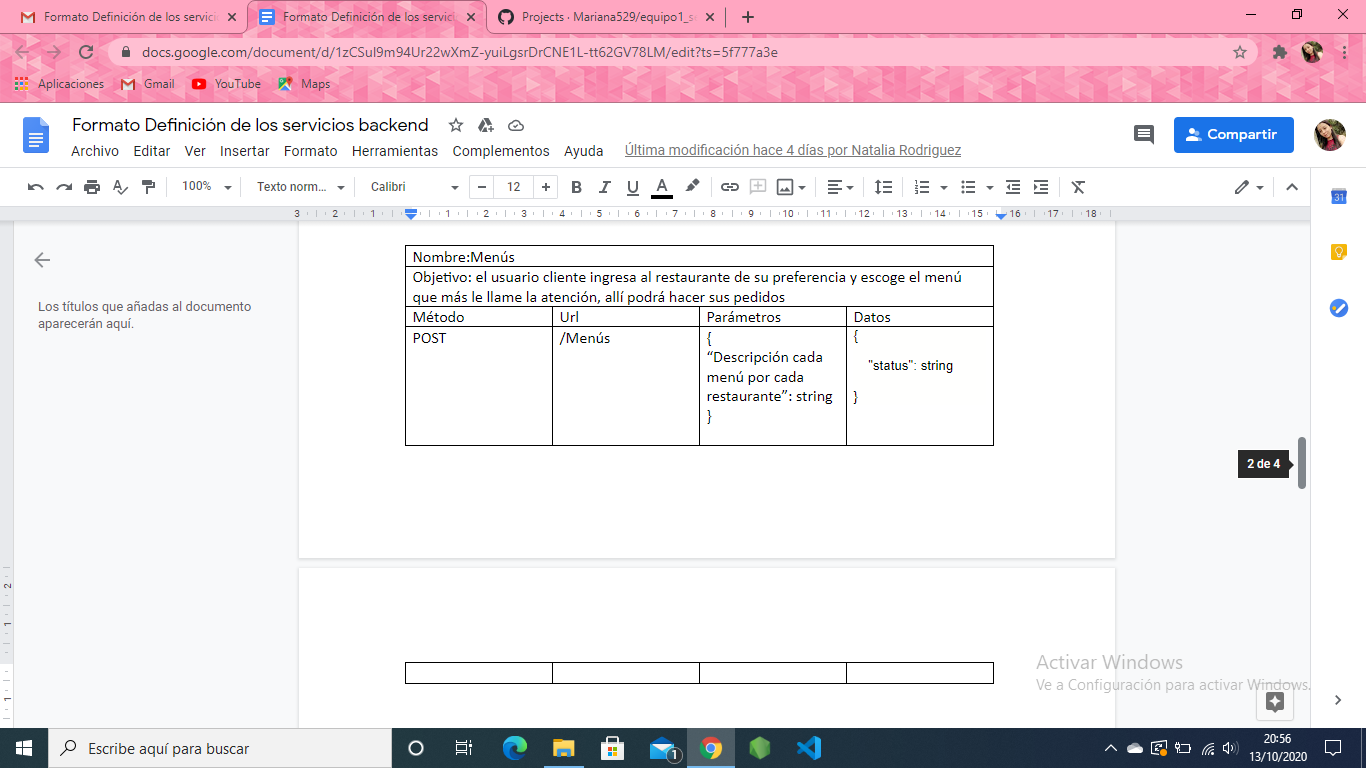 Formato Definición de los servici
Formato Definición de los servici
Projects · Mariana529/equipo1_s
docs.google.com/document/d/1zCSul9m94Ur22wXmZ-yuiLgsrDrCNE1L-tt62GV78LM/edit?ts=5f777a3e
Aplicaciones
Gmail
YouTube
Maps
Formato Definición de los servicios backend
Compartir
Archivo Editar Ver Insertar Formato Herramientas Complementos Ayuda
Última modificación hace 4 días por Natalia Rodriguez
100%
Texto norm...
Calibri
12
B I U A
3 2 1 1 2 3 4 5 6 7 8 9 10 11 12 13 14 15 16 17 18
31
Los títulos que añadas al documento
aparecerán aquí.
Nombre:Menús
Objetivo: el usuario cliente ingresa al restaurante de su preferencia y escoge el menú
que más le llame la atención, allí podrá hacer sus pedidos
Método
Url
Parámetros
Datos
POST
/Menús
{
“Descripción cada
menú por cada
restaurante”: string
}
{
"status": string
}
2 de 4
2
1
1
Activar Windows
Ve a Configuración para activar Windows.
Escribe aquí para buscar
1
20:56
13/10/2020